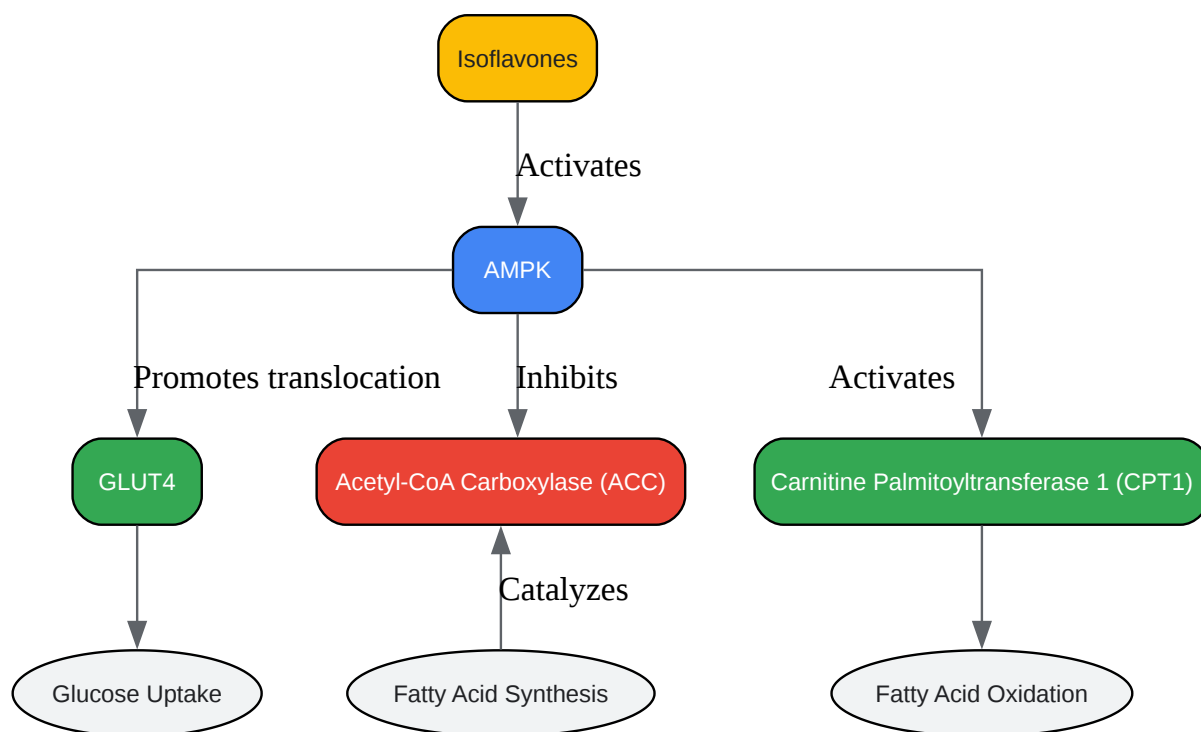 Isoflavones
Activates
AMPK
Promotes translocation
Inhibits
Activates
GLUT4
Acetyl-CoA Carboxylase (ACC)
Carnitine Palmitoyltransferase 1 (CPT1)
Catalyzes
Glucose Uptake
Fatty Acid Synthesis
Fatty Acid Oxidation